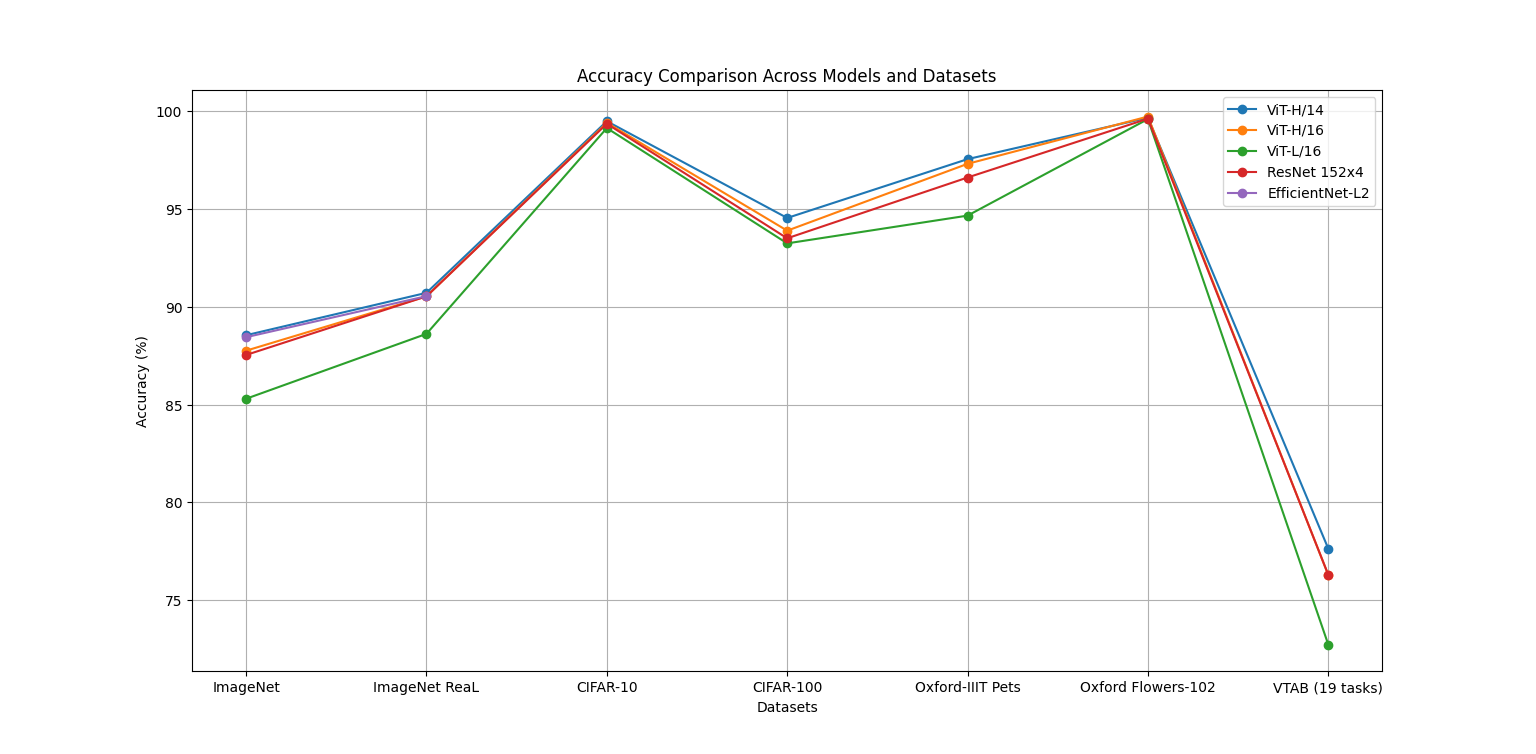 Accuracy Comparison Across Models and Datasets
100
95
90
85
80
75
Accuracy (%)
ViT-H/14
ViT-H/16
ViT-L/16
ResNet 152x4
EfficientNet-L2
ImageNet
ImageNet ReaL
CIFAR-10
CIFAR-100
Oxford-IIIT Pets
Oxford Flowers-102
VTAB (19 tasks)
Datasets